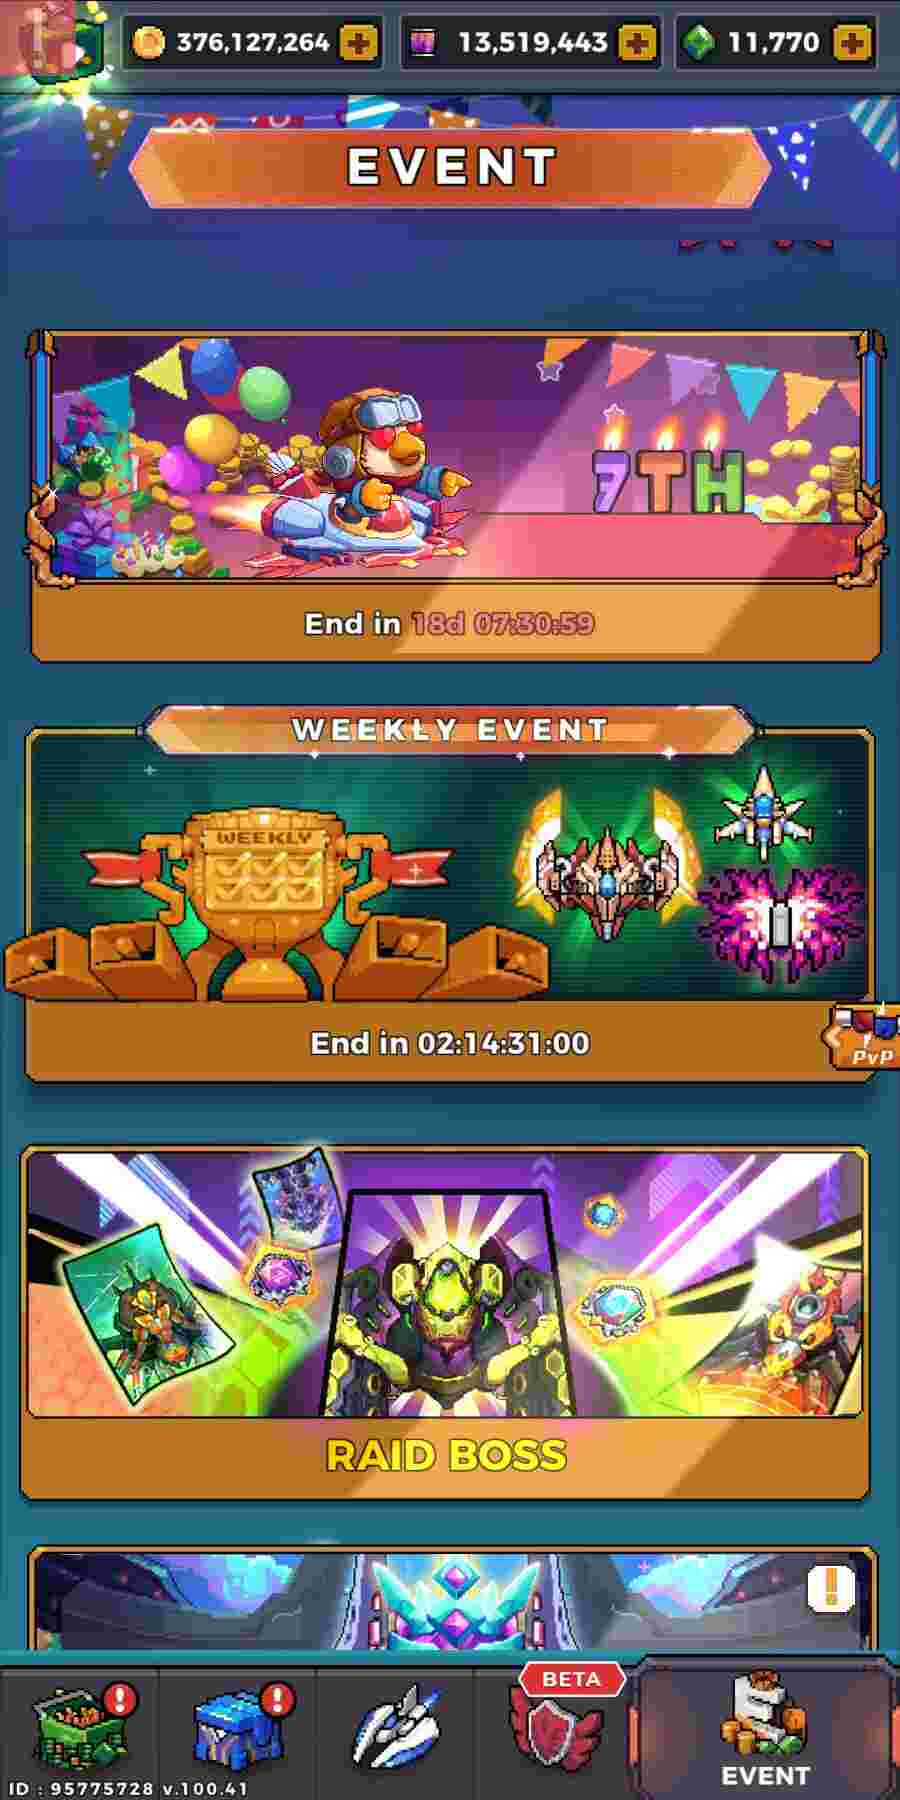 376,127,264
13,519,443
11,770
EVENT
7TH
End in 18d 07:30:59
WEEKLY EVENT
WEEKLY
End in 02:14:31:00
PvP
RAID BOSS
BETA
EVENT
ID : 95775728 v.100.41